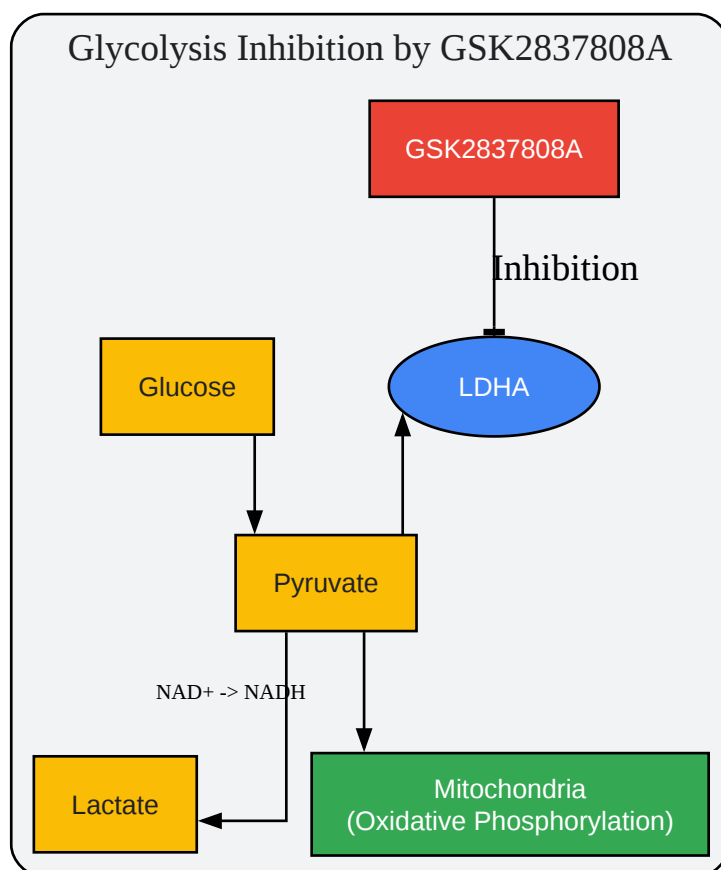 Glycolysis Inhibition by GSK2837808A
GSK2837808A
Inhibition
Glucose
LDHA
Pyruvate
NAD+ -> NADH
Lactate
Mitochondria
(Oxidative Phosphorylation)